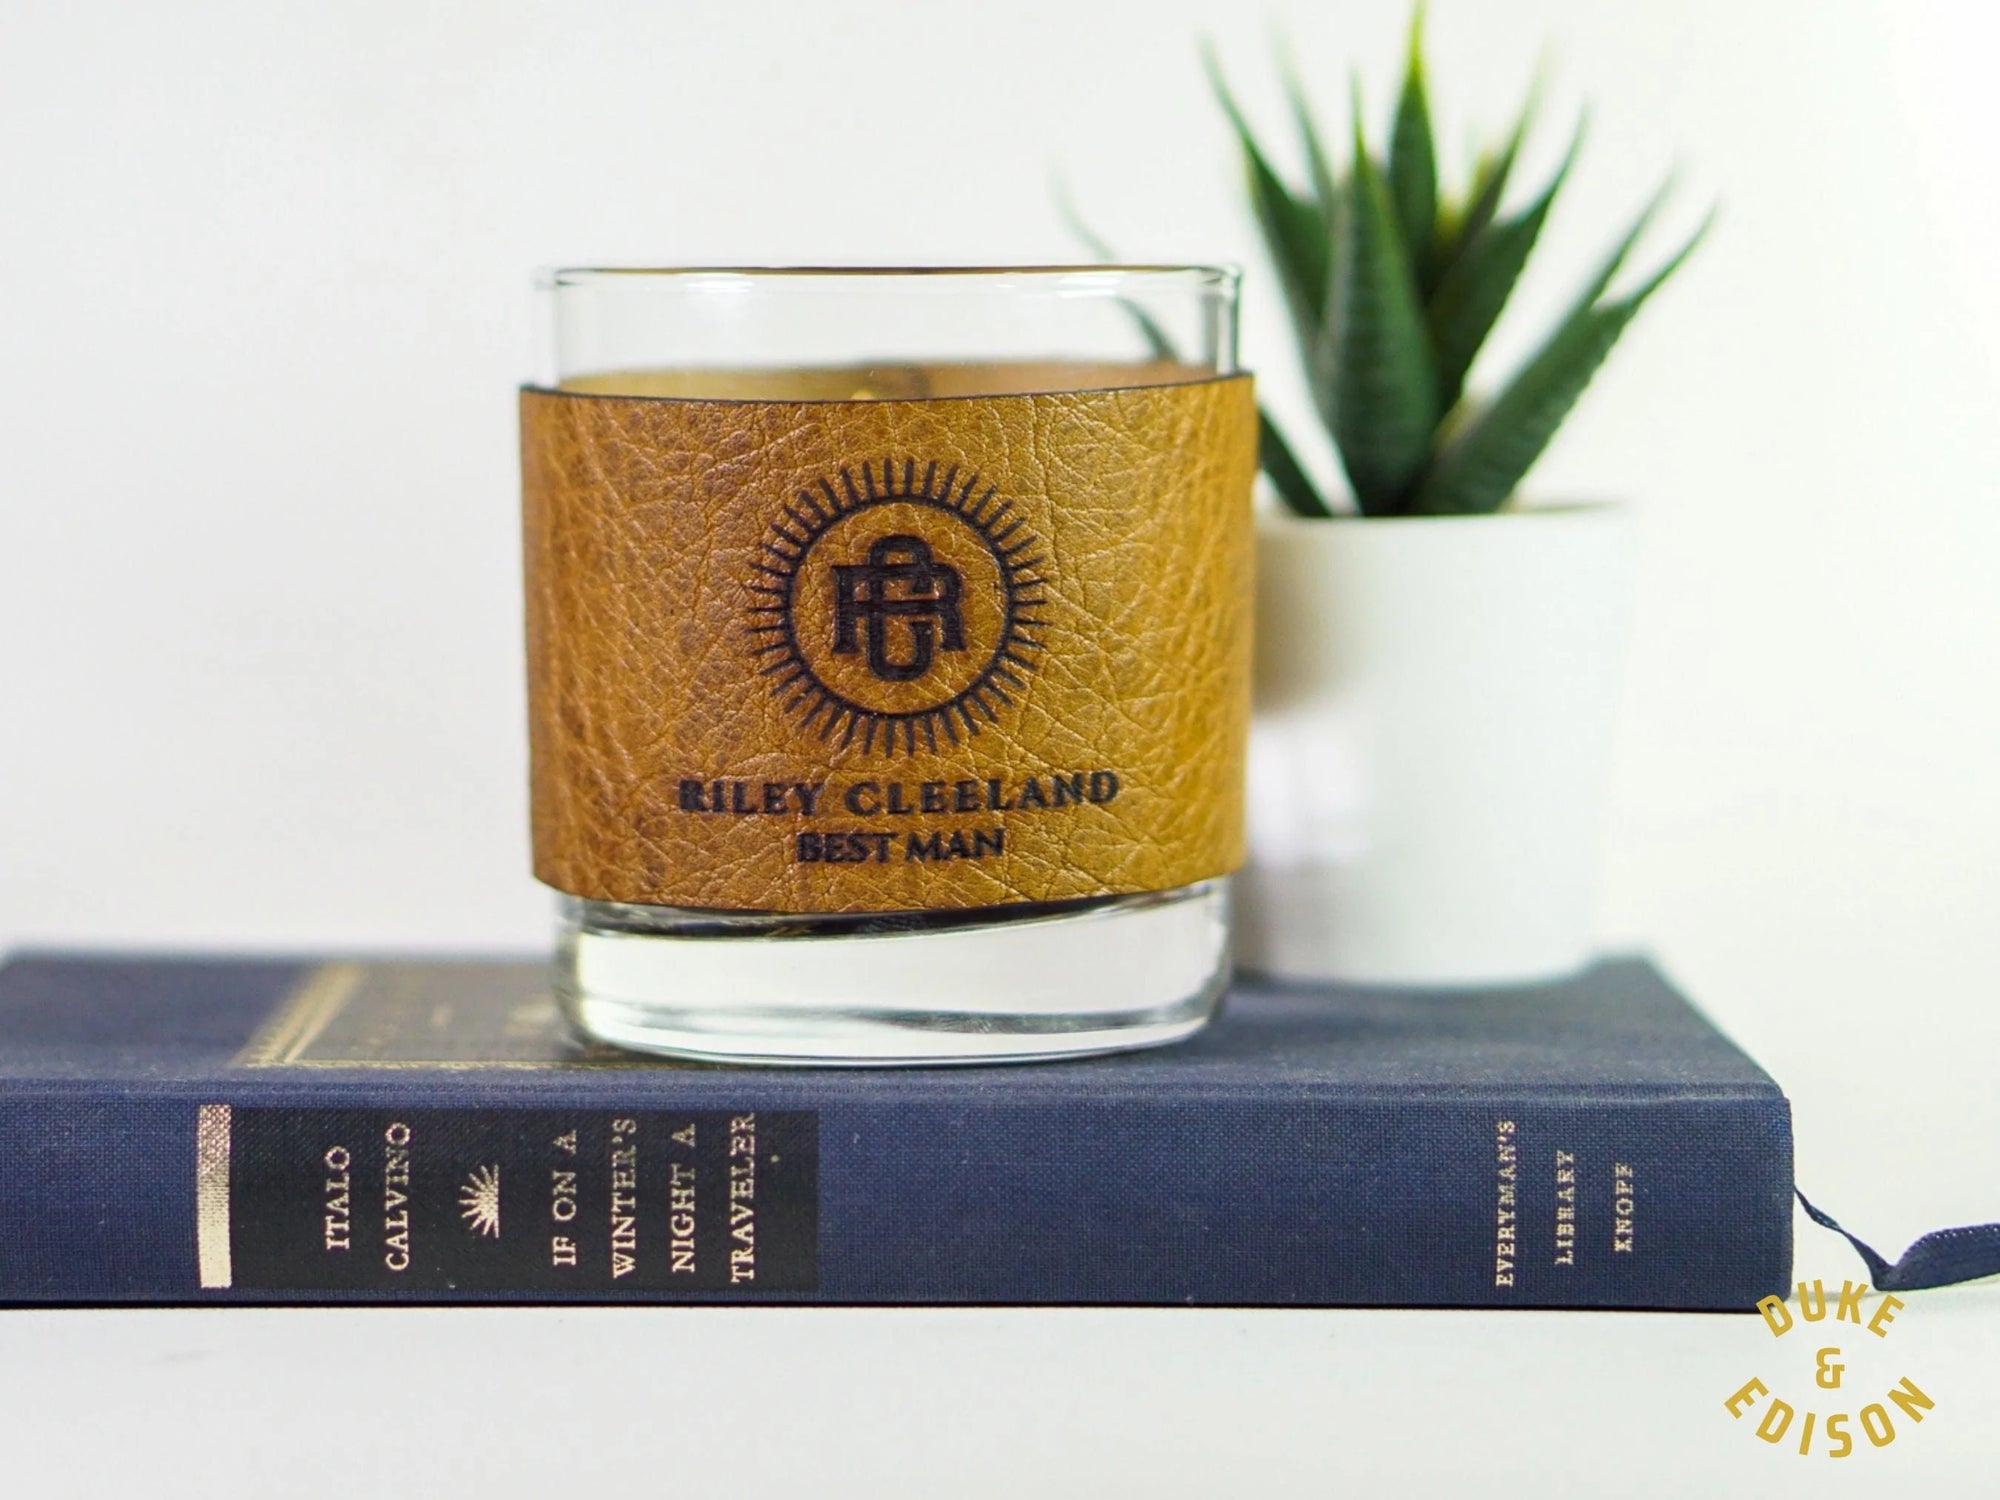 RILEY CLEELAND
BEST MAN
ITALO
CALVINO
IF ON A
WINTER'S
NIGHT A
TRAVELER
EVERYMAN'S
LIBRARY
KNOPF
DUKE
&
EDISON